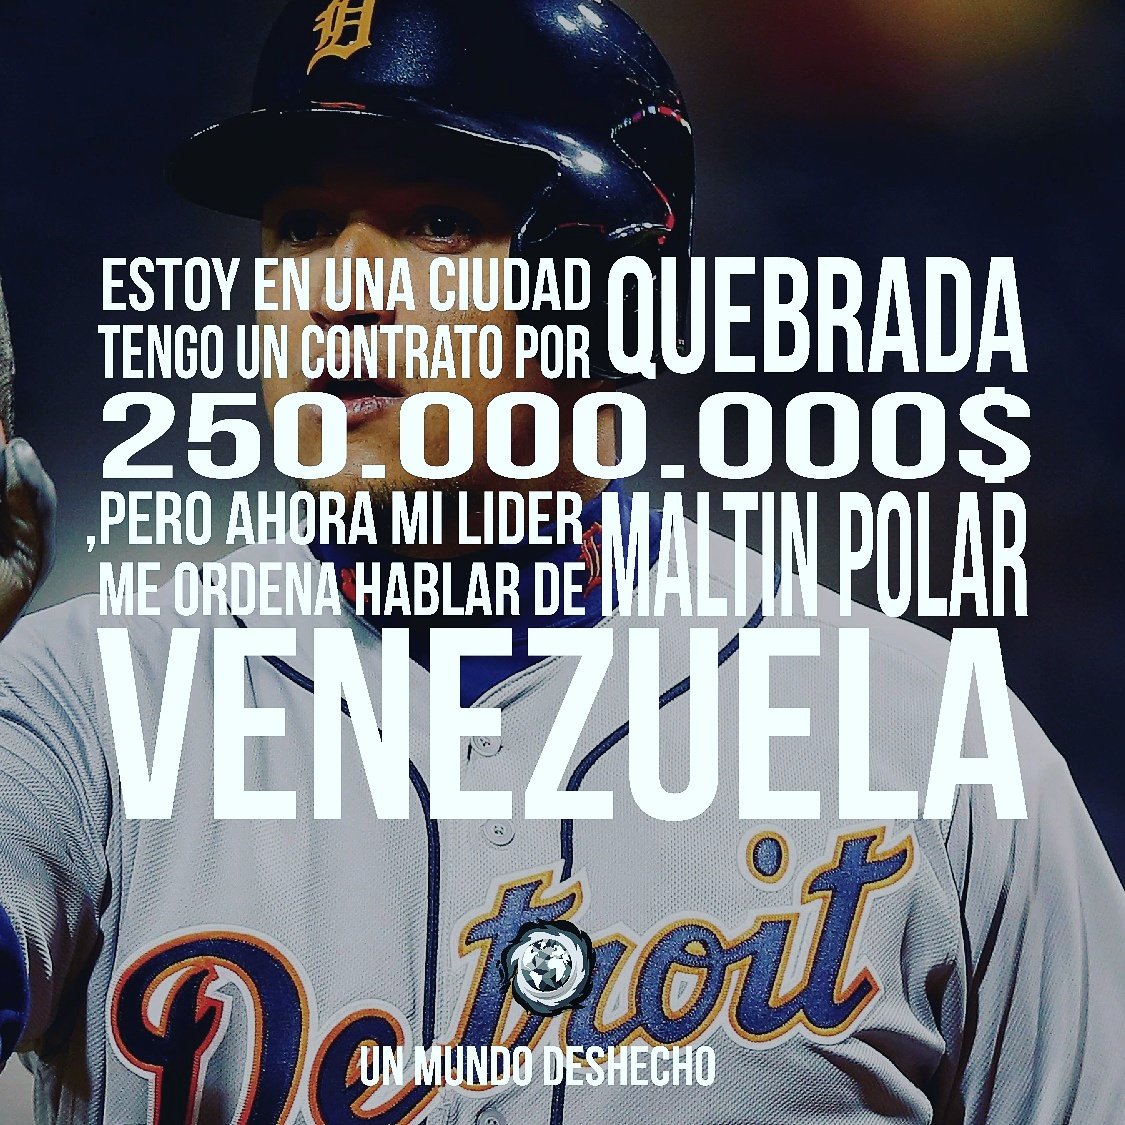 D
ESTOY EN UNA CIUDAD QUEBRADA
TENGO UN CONTRATO POR
250.000.000$
,PERO AHORA MI LIDER
ME ORDENA HABLAR DE MALTIN POLAR
VENEZUELA
Detroit
UN MUNDO DESHECHO